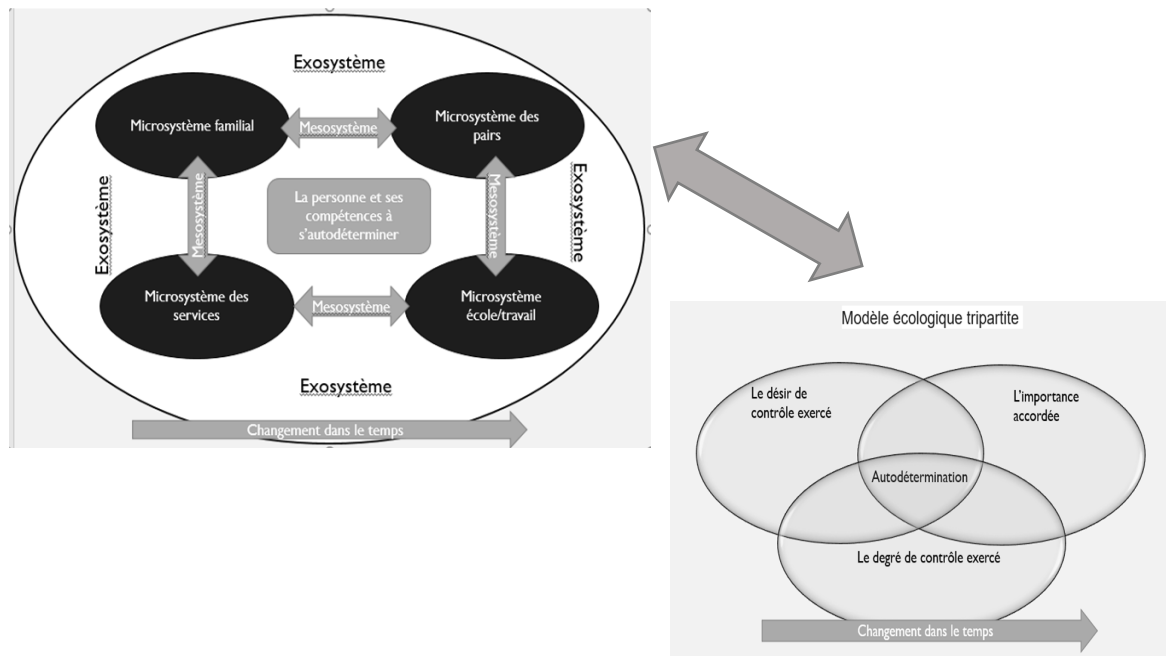 Exosystème
Microsystème familial
Mesosystème
Microsystème des
pairs
Exosystème
Mesosystème
La personne et ses
compétences à
s'autodéterminer
Mesosystème
Exosystème
Microsystème des
services
Mesosystème
Microsystème
école/travail
Exosystème
Changement dans le temps
Modèle écologique tripartite
Le désir de
contrôle exercé
L'importance
accordée
Autodétermination
Le degré de contrôle exercé
Changement dans le temps